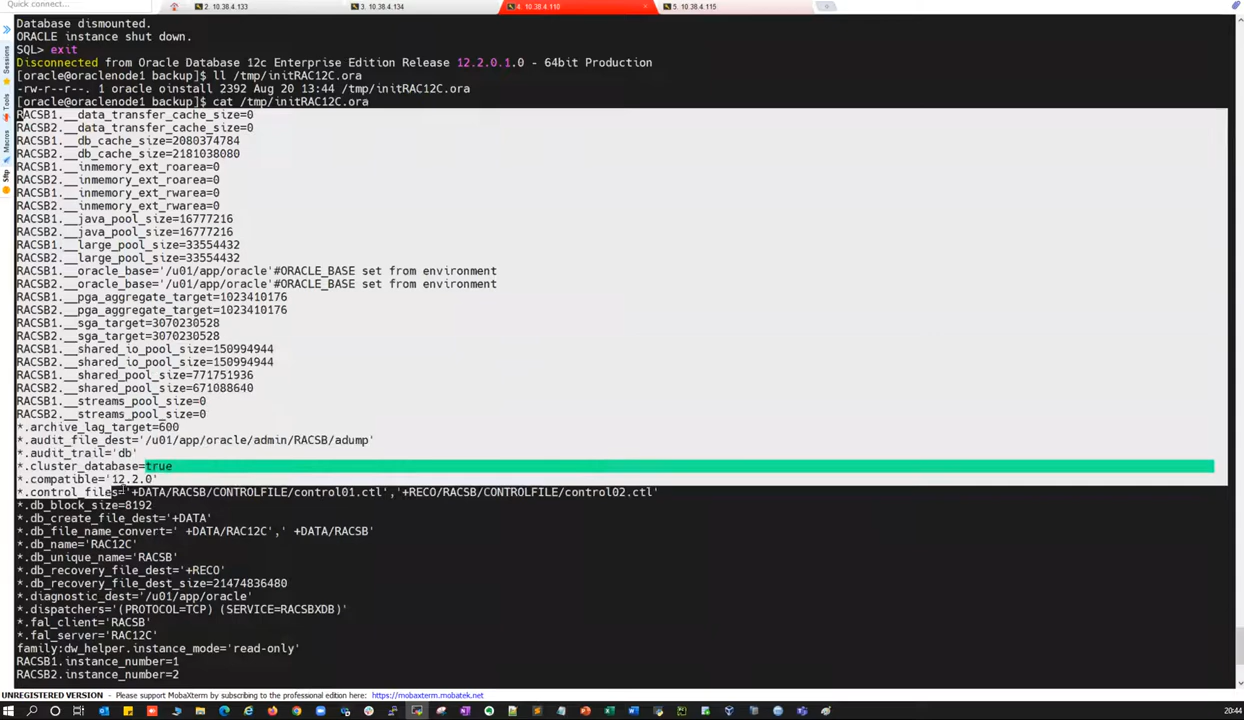 Quick connect...
2. 10.38.4.133
3. 10.38.4.134
4. 10.38.4.110
5. 10.38.4.115
Sessions
Tools
Macros
Sftp
Database dismounted.
ORACLE instance shut down.
SQL> exit
Disconnected from Oracle Database 12c Enterprise Edition Release 12.2.0.1.0 - 64bit Production
[oracle@oraclenode1 backup]$ ll /tmp/initRAC12C.ora
-rw-r--r--. 1 oracle oinstall 2392 Aug 20 13:44 /tmp/initRAC12C.ora
[oracle@oraclenode1 backup]$ cat /tmp/initRAC12C.ora
RACSB1.__data_transfer_cache_size=0
RACSB2.__data_transfer_cache_size=0
RACSB1.__db_cache_size=2080374784
RACSB2.__db_cache_size=2181038080
RACSB1.__inmemory_ext_roarea=0
RACSB2.__inmemory_ext_roarea=0
RACSB1.__inmemory_ext_rwarea=0
RACSB2.__inmemory_ext_rwarea=0
RACSB1.__java_pool_size=16777216
RACSB2.__java_pool_size=16777216
RACSB1.__large_pool_size=33554432
RACSB2.__large_pool_size=33554432
RACSB1.__oracle_base='/u01/app/oracle'#ORACLE_BASE set from environment
RACSB2.__oracle_base='/u01/app/oracle'#ORACLE_BASE set from environment
RACSB1.__pga_aggregate_target=1023410176
RACSB2.__pga_aggregate_target=1023410176
RACSB1.__sga_target=3070230528
RACSB2.__sga_target=3070230528
RACSB1.__shared_io_pool_size=150994944
RACSB2.__shared_io_pool_size=150994944
RACSB1.__shared_pool_size=771751936
RACSB2.__shared_pool_size=671088640
RACSB1.__streams_pool_size=0
RACSB2.__streams_pool_size=0
*.archive_lag_target=600
*.audit_file_dest='/u01/app/oracle/admin/RACSB/adump'
*.audit_trail='db'
*.cluster_database=true
*.compatible='12.2.0'
*.control_files='+DATA/RACSB/CONTROLFILE/control01.ctl','+RECO/RACSB/CONTROLFILE/control02.ctl'
*.db_block_size=8192
*.db_create_file_dest='+DATA'
*.db_file_name_convert=' +DATA/RAC12C',' +DATA/RACSB'
*.db_name='RAC12C'
*.db_unique_name='RACSB'
*.db_recovery_file_dest='+RECO'
*.db_recovery_file_dest_size=21474836480
*.diagnostic_dest='/u01/app/oracle'
*.dispatchers='(PROTOCOL=TCP) (SERVICE=RACSBXDB)'
*.fal_client='RACSB'
*.fal_server='RAC12C'
family:dw_helper.instance_mode='read-only'
RACSB1.instance_number=1
RACSB2.instance_number=2
UNREGISTERED VERSION - Please support MobaXterm by subscribing to the professional edition here: https://mobaxterm.mobatek.net
20:44